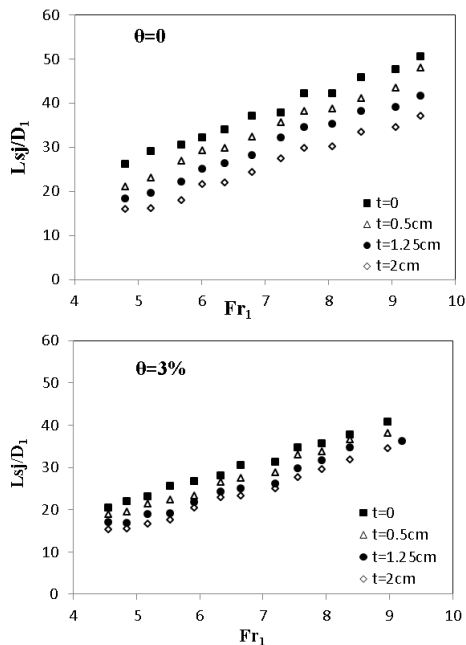 60
θ=0
50
40
Lsj/D1
30
20
10
0
t=0
t=0.5cm
t=1.25cm
t=2cm
4 5 6 7 8 9 10
Fr1
60
θ=3%
50
40
Lsj/D1
30
20
10
0
t=0
t=0.5cm
t=1.25cm
t=2cm
4 5 6 7 8 9 10
Fr1